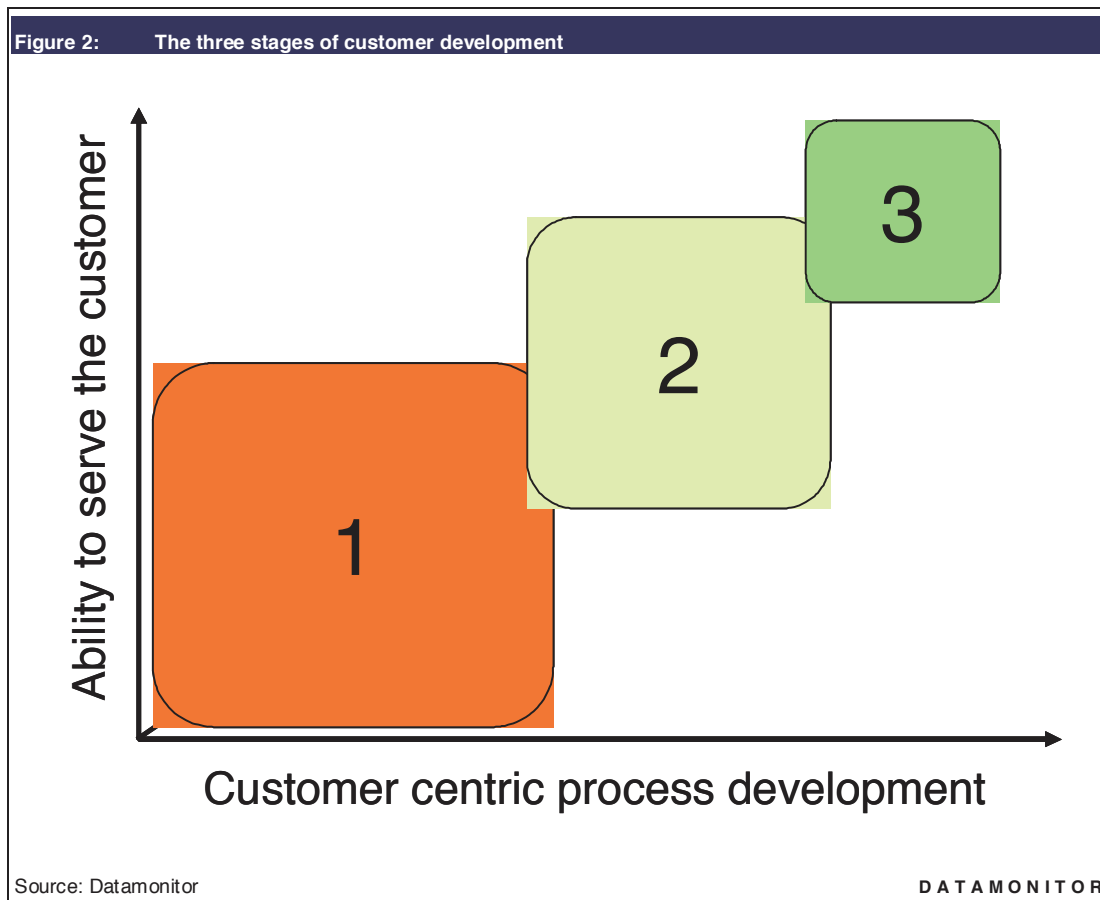 Figure 2: The three stages of customer development
Ability to serve the customer
3
2
1
Customer centric process development
Source: Datamonitor
DATAMONITOR